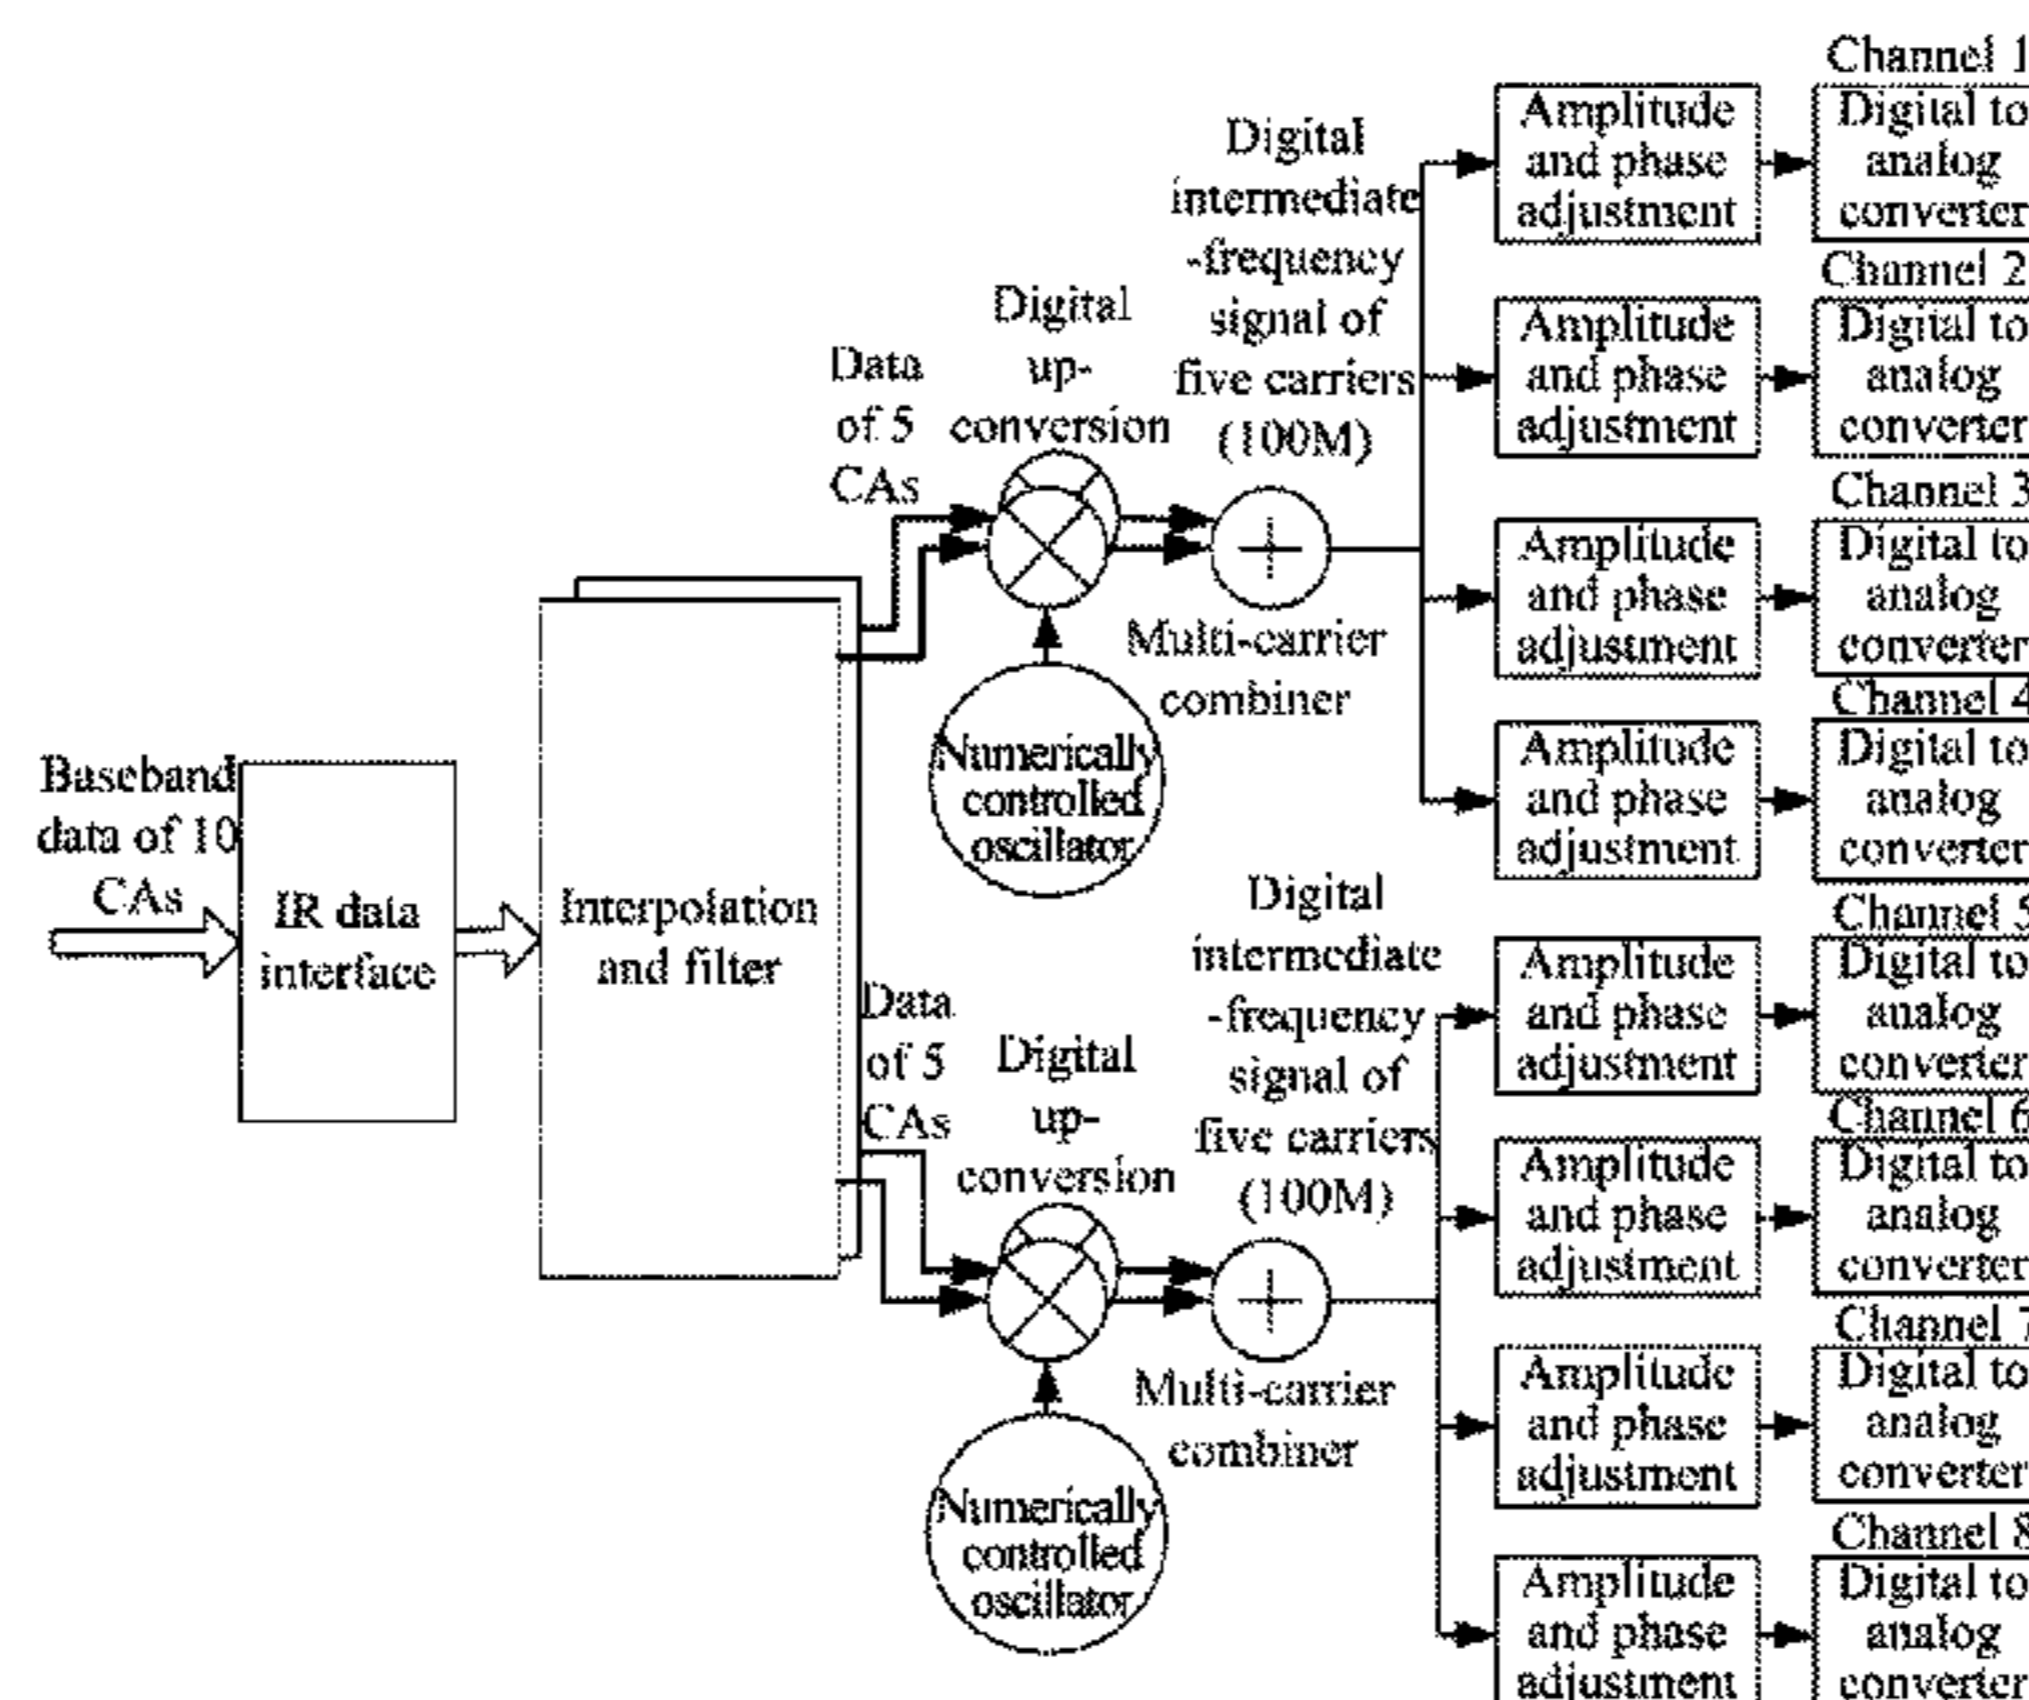 Baseband
data of 10
CAs
IR data
interface
Interpolation
and filter
Data
of 5
CAs
Digital
up-
conversion
Numerically
controlled
oscillator
Digital
intermediate
-frequency
signal of
five carriers
(100M)
Multi-carrier
combiner
Data
of 5
CAs
Digital
up-
conversion
Numerically
controlled
oscillator
Digital
intermediate
-frequency
signal of
five carriers
(100M)
Multi-carrier
combiner
Amplitude
and phase
adjustment
Channel 1
Digital to
analog
converter
Amplitude
and phase
adjustment
Channel 2
Digital to
analog
converter
Amplitude
and phase
adjustment
Channel 3
Digital to
analog
converter
Amplitude
and phase
adjustment
Channel 4
Digital to
analog
converter
Amplitude
and phase
adjustment
Channel 5
Digital to
analog
converter
Amplitude
and phase
adjustment
Channel 6
Digital to
analog
converter
Amplitude
and phase
adjustment
Channel 7
Digital to
analog
converter
Amplitude
and phase
adjustment
Channel 8
Digital to
analog
converter